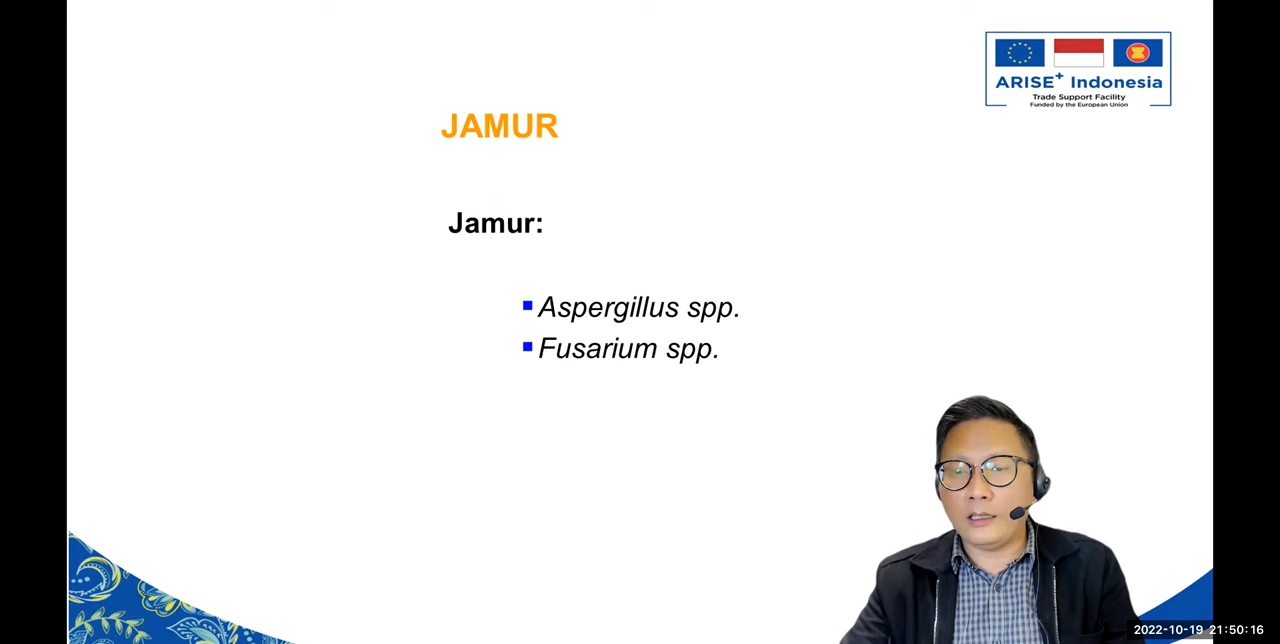 ARISE+ Indonesia
Trade Support Facility
Funded by the European Union
JAMUR
Jamur:
Aspergillus spp.
Fusarium spp.
2022-10-19 21:50:16